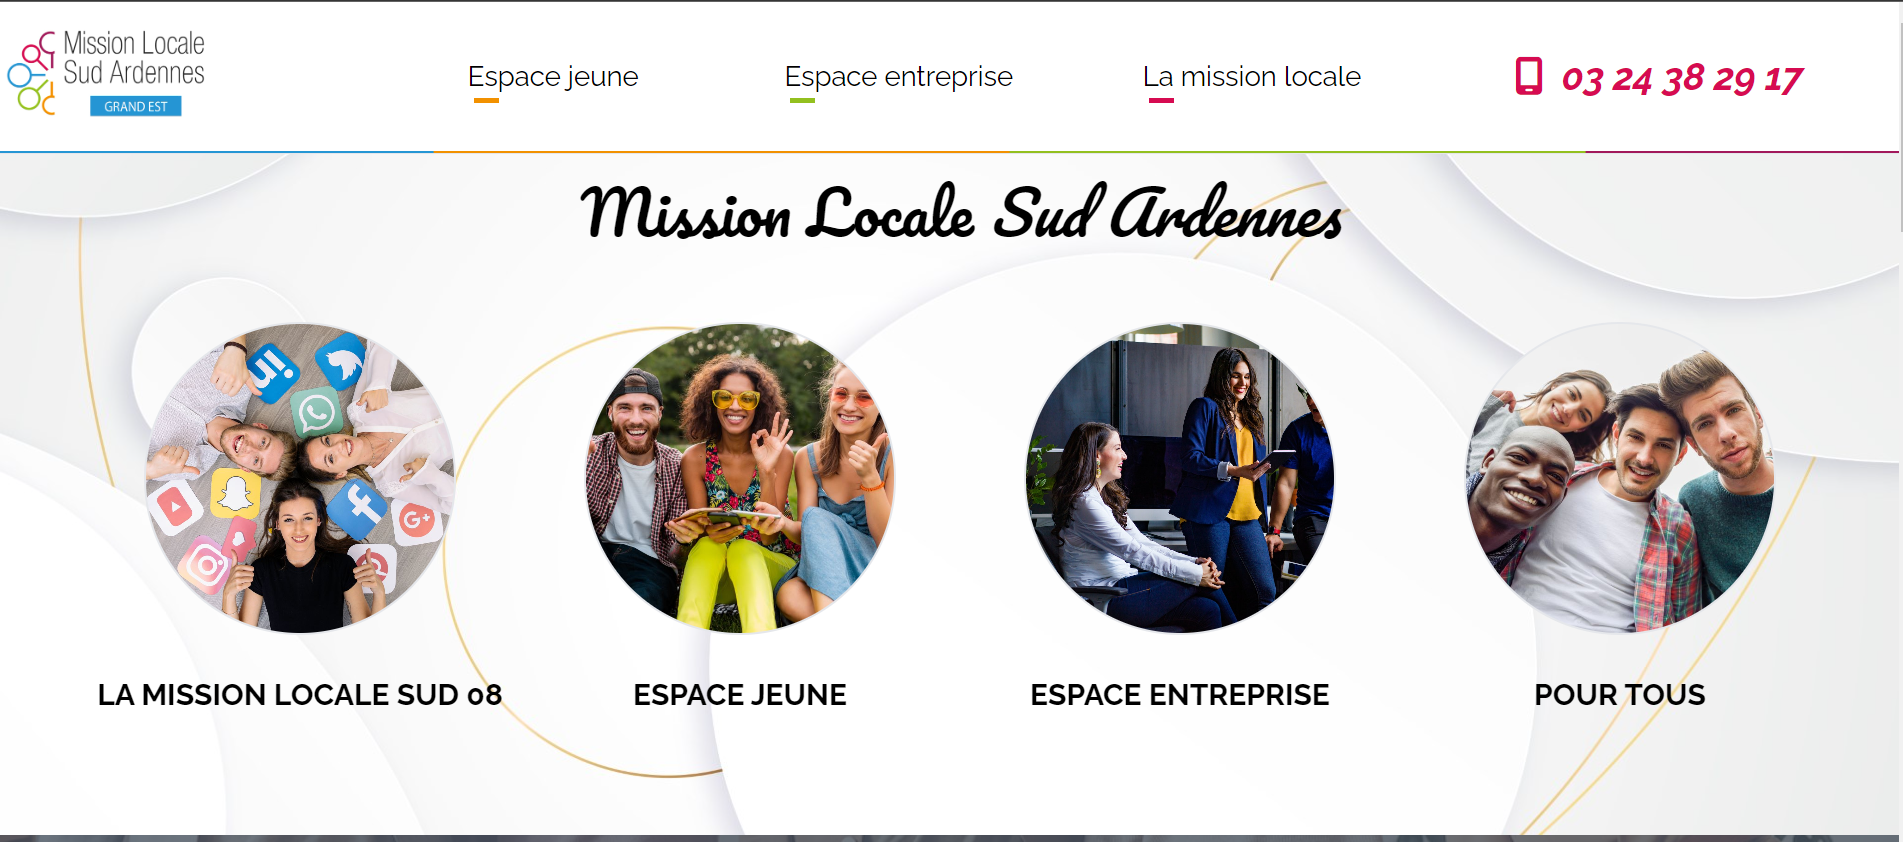 Mission Locale
Sud Ardennes
GRAND EST
Espace jeune
Espace entreprise
La mission locale
03 24 38 29 17
Mission Locale Sud Ardennes
LA MISSION LOCALE SUD 08
ESPACE JEUNE
ESPACE ENTREPRISE
POUR TOUS